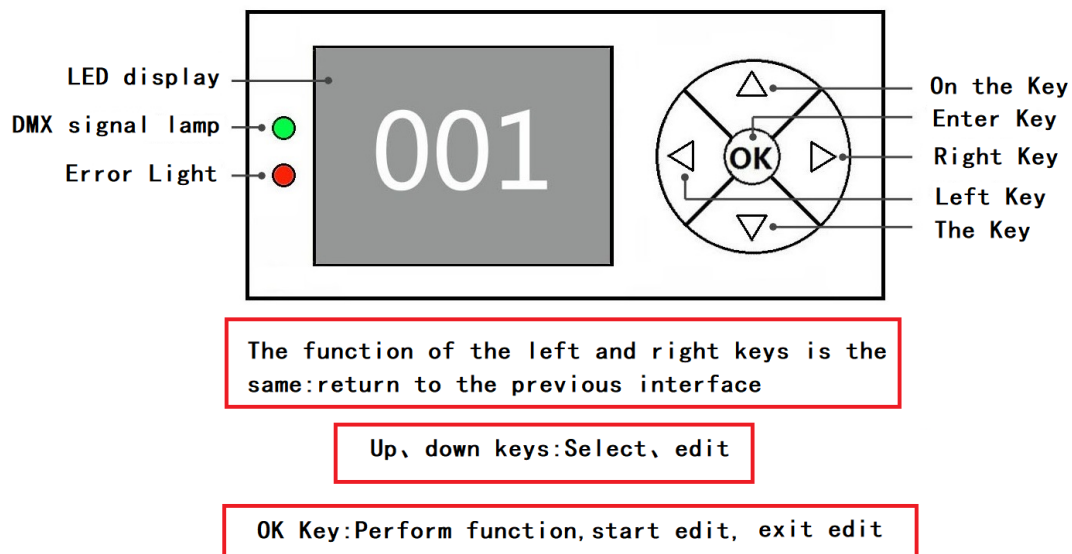 LED display
DMX signal lamp
Error Light
001
OK
On the Key
Enter Key
Right Key
Left Key
The Key
The function of the left and right keys is the
same:return to the previous interface
Up、down keys:Select、edit
OK Key:Perform function,start edit, exit edit